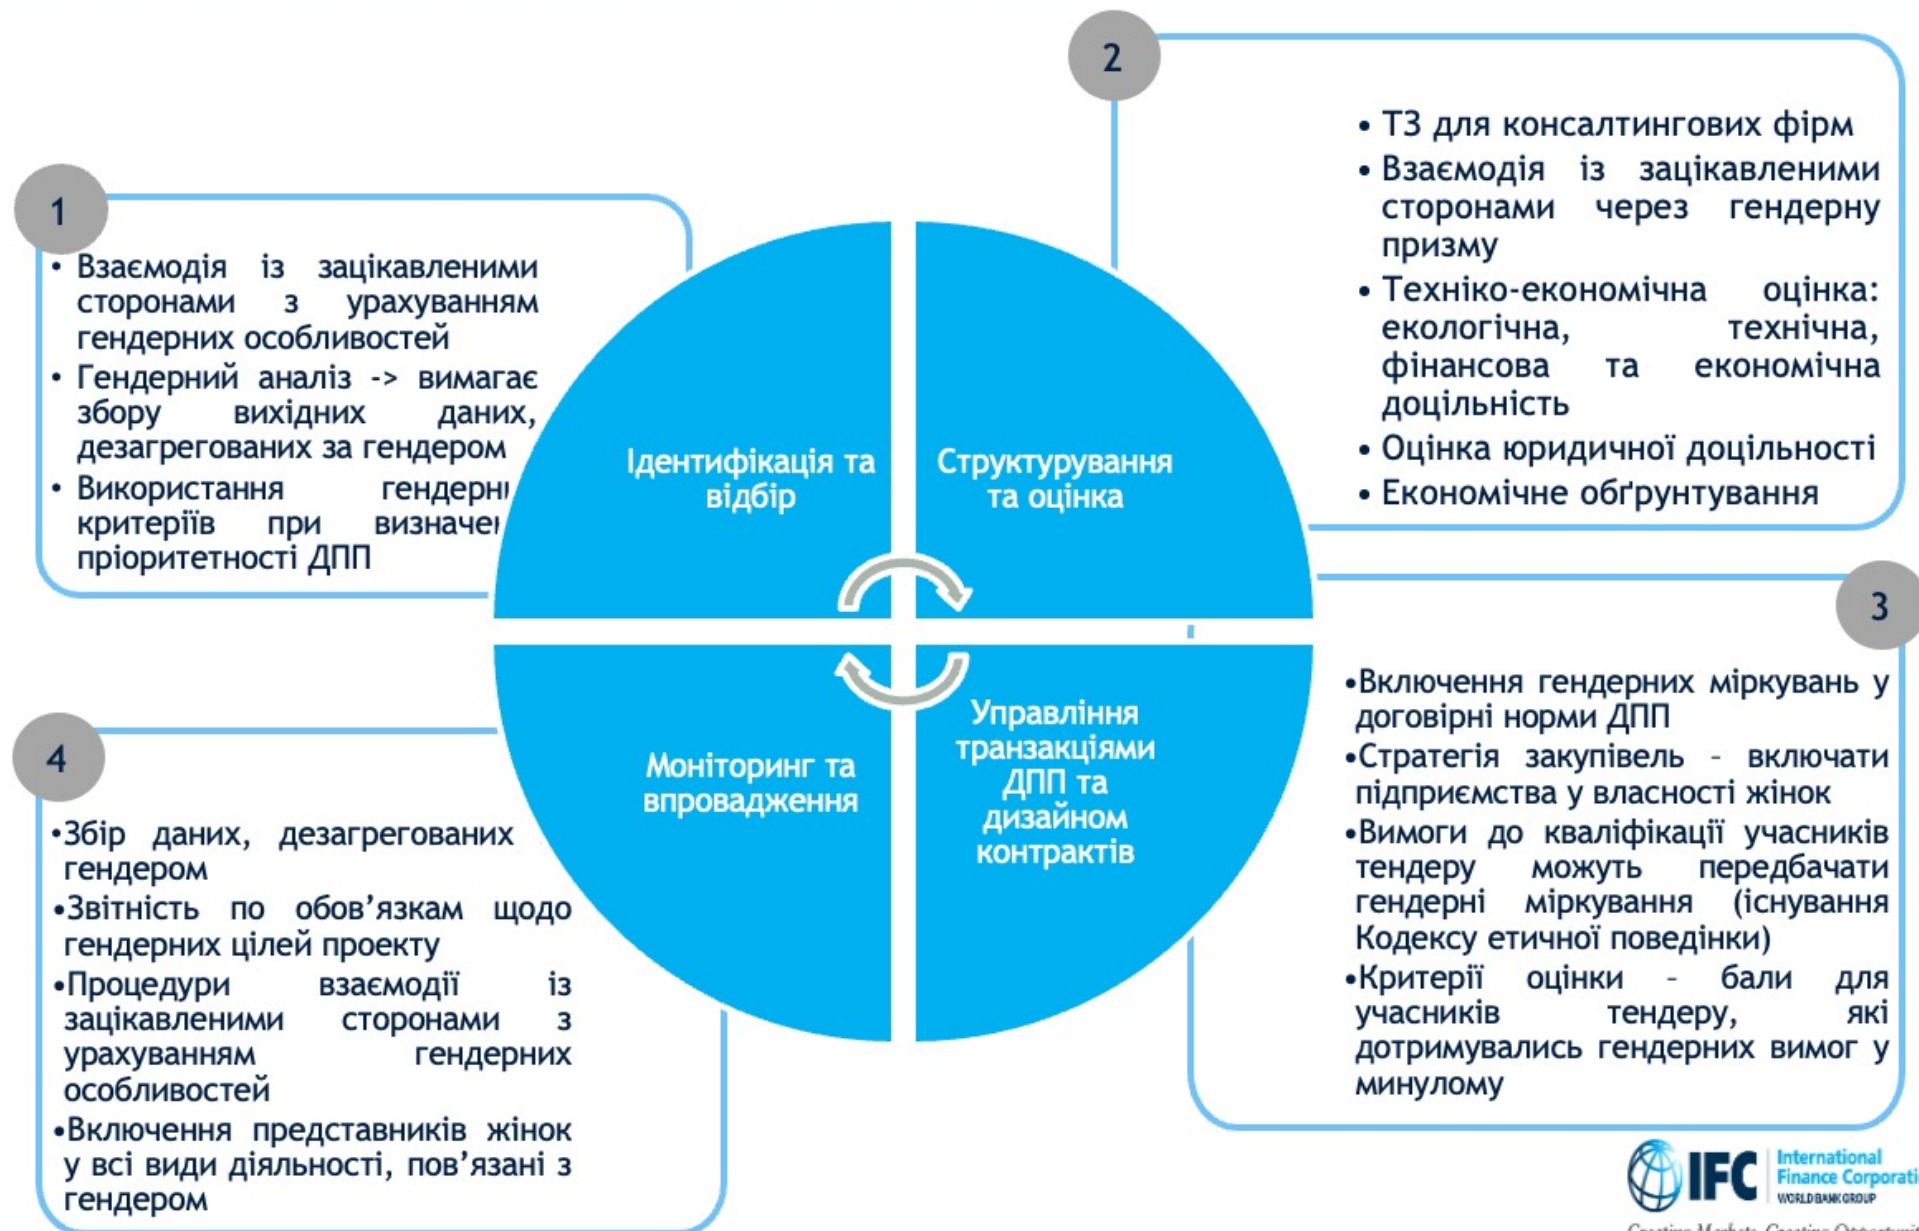 1
• Взаємодія із зацікавленими
сторонами з урахуванням
гендерних особливостей
• Гендерний аналіз -> вимагає
збору вихідних даних,
дезагрегованих за гендером
• Використання гендерн
критеріїв при визначе
пріоритетності ДПП
2
• ТЗ для консалтингових фірм
• Взаємодія із зацікавленими
сторонами через гендерну
призму
• Техніко-економічна оцінка:
екологічна, технічна,
фінансова та економічна
доцільність
• Оцінка юридичної доцільності
• Економічне обґрунтування
Ідентифікація та
відбір
Структурування
та оцінка
Управління
транзакціями
ДПП та
дизайном
контрактів
Моніторинг та
впровадження
3
•Включення гендерних міркувань у
договірні норми ДПП
•Стратегія закупівель – включати
підприємства у власності жінок
•Вимоги до кваліфікації учасників
тендеру можуть передбачати
гендерні міркування (існування
Кодексу етичної поведінки)
•Критерії оцінки – бали для
учасників тендеру, які
дотримувались гендерних вимог у
минулому
4
•Збір даних, дезагрегованих
гендером
•Звітність по обов’язкам щодо
гендерних цілей проекту
•Процедури взаємодії із
зацікавленими сторонами з
урахуванням гендерних
особливостей
•Включення представників жінок
у всі види діяльності, пов’язані з
гендером
IFC
International
Finance Corporati
WORLD BANK GROUP